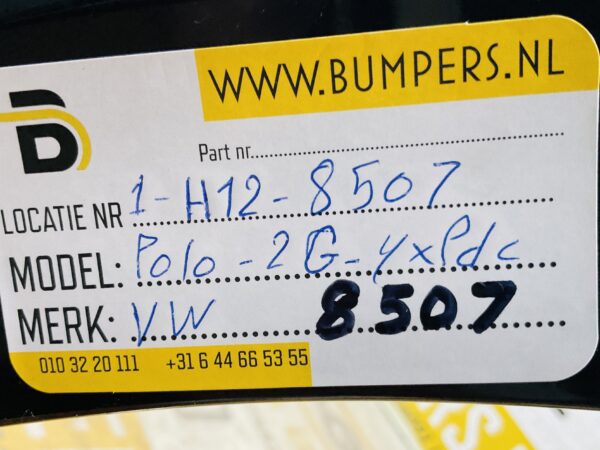 WWW.BUMPERS.NL
B
Part nr.
LOCATIE NR 1-H12-8507
MODEL: Polo-2G-4xPdc
MERK: VW 8507
010 32 20 111 +31 6 44 66 53 55